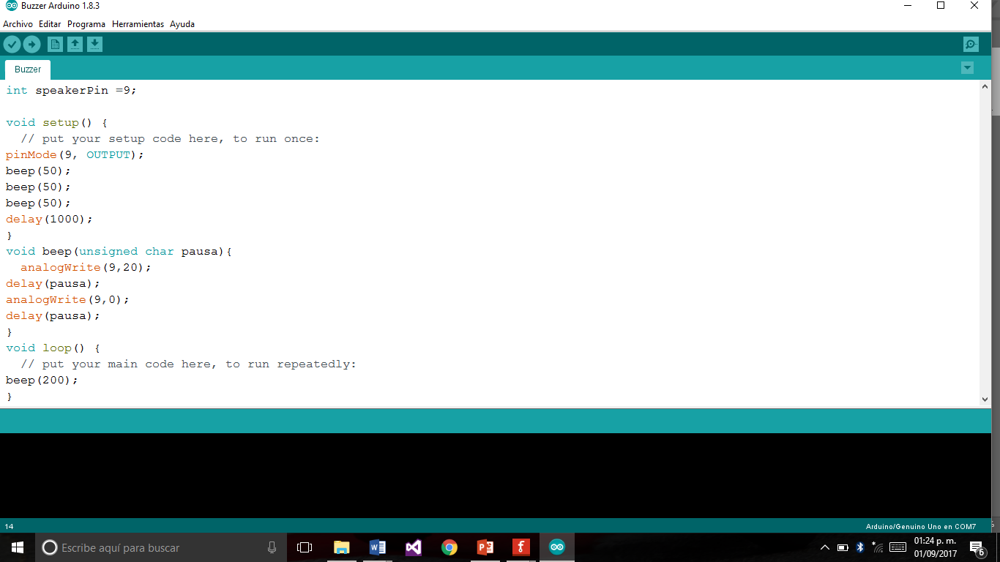 Buzzer Arduino 1.8.3
Archivo Editar Programa Herramientas Ayuda
Buzzer
int speakerPin =9;
void setup() {
// put your setup code here, to run once:
pinMode(9, OUTPUT);
beep(50);
beep(50);
beep(50);
delay(1000);
}
void beep(unsigned char pausa){
analogWrite(9,20);
delay(pausa);
analogWrite(9,0);
delay(pausa);
}
void loop() {
// put your main code here, to run repeatedly:
beep(200);
}
14
Arduino/Genuino Uno en COM7
Escribe aquí para buscar
01:24 p. m.
01/09/2017
6